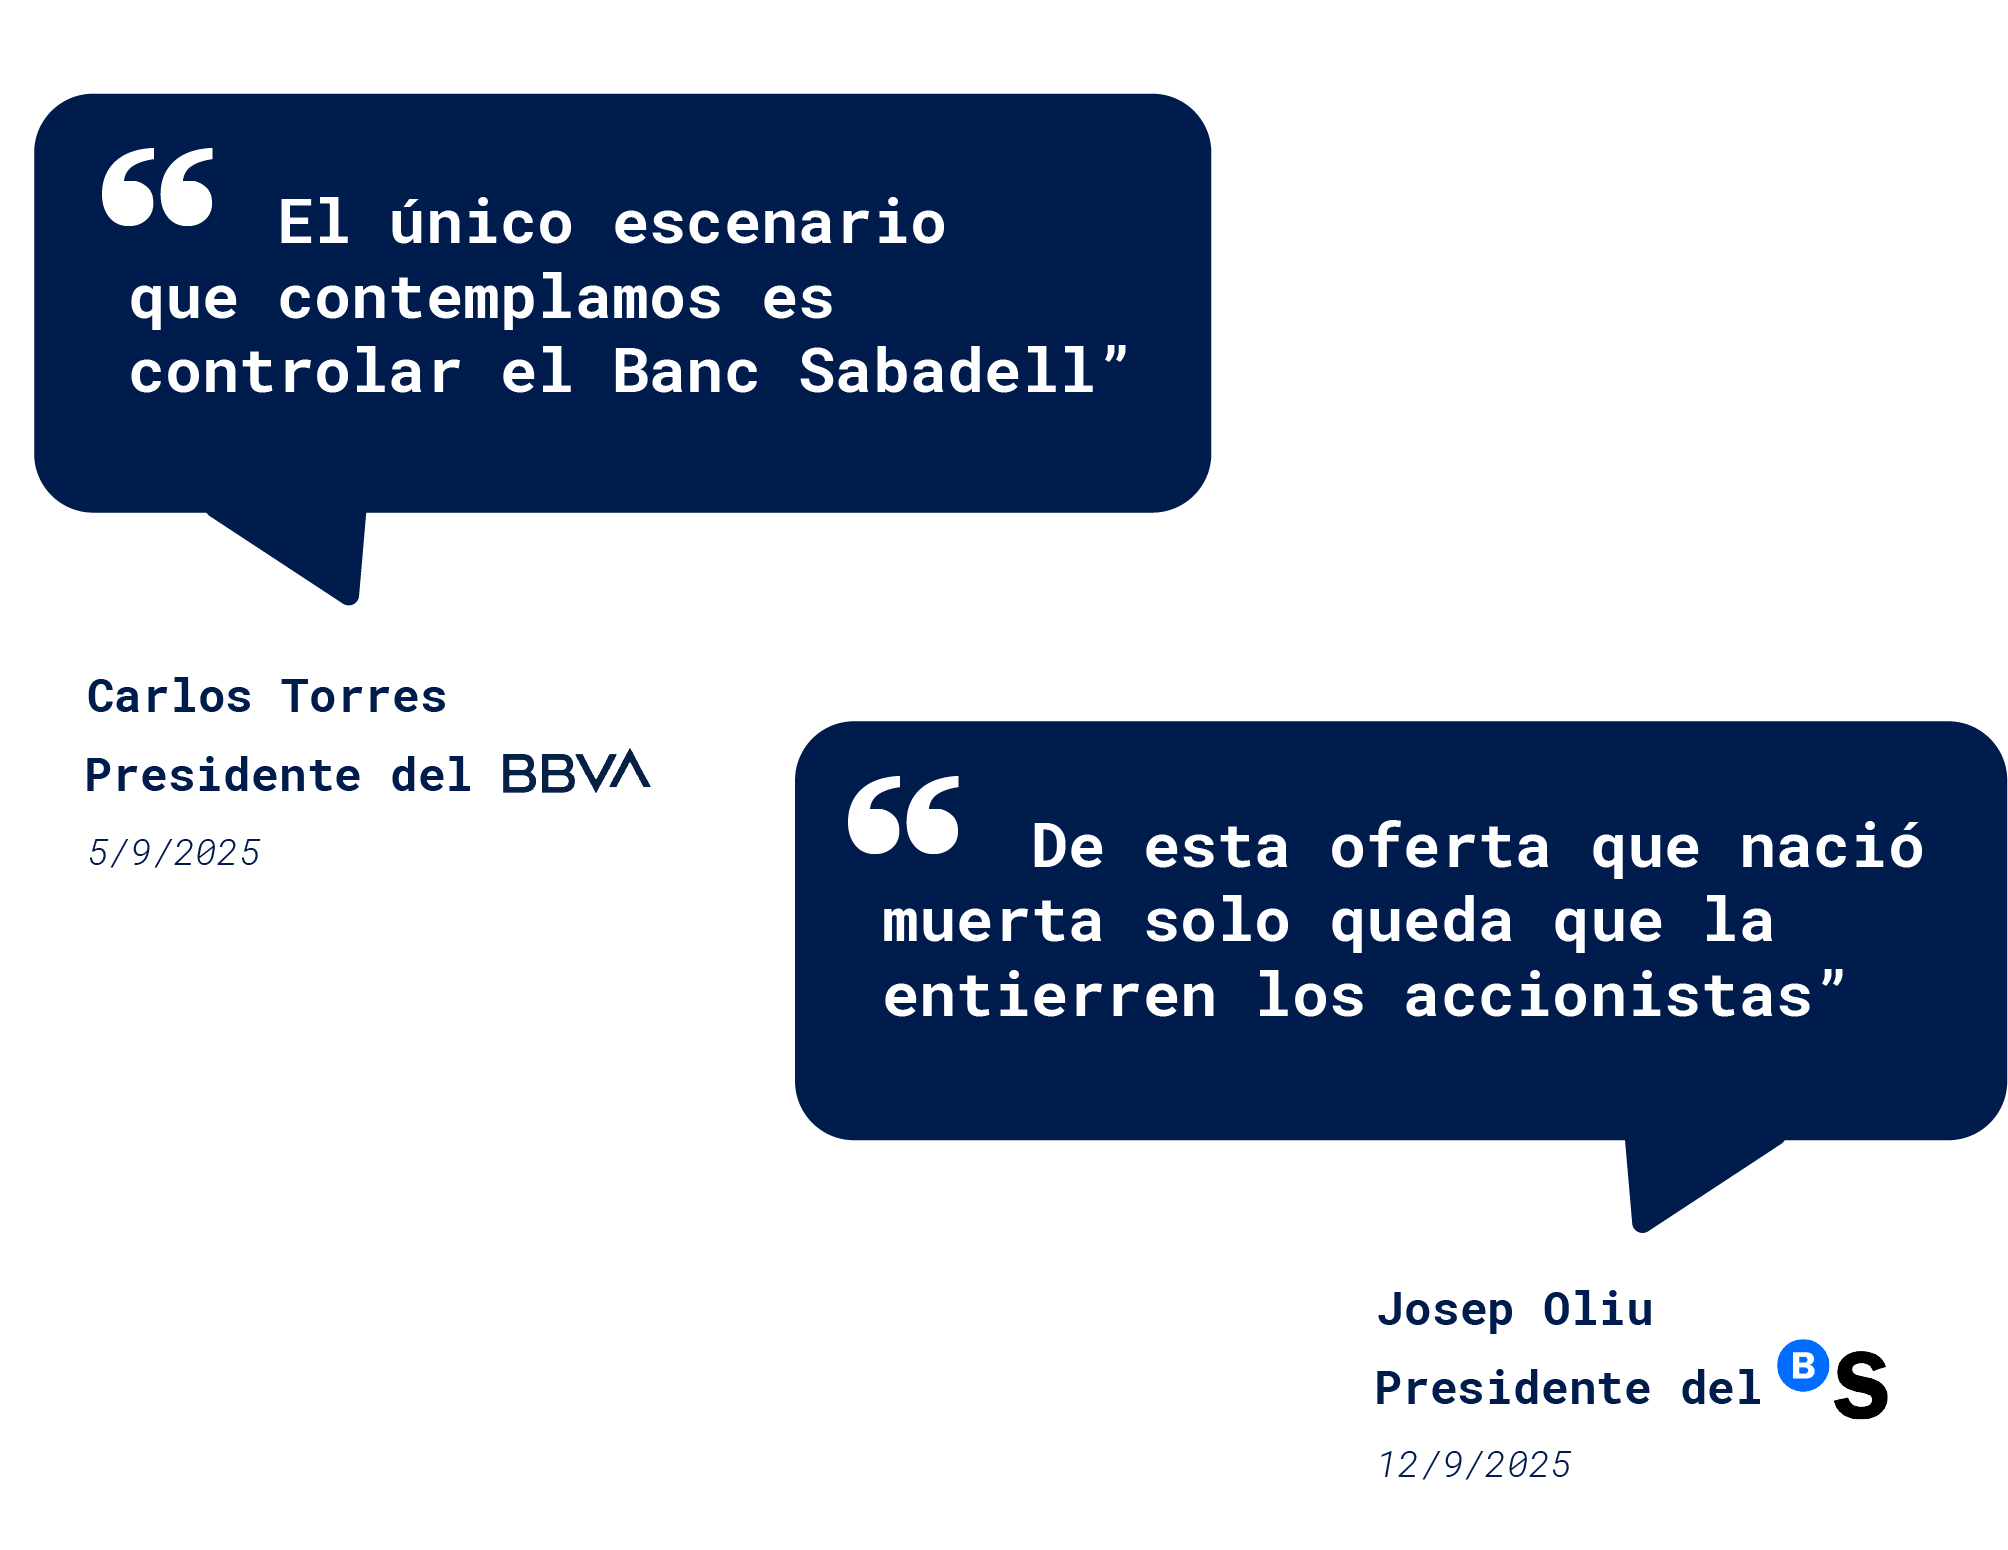 “ El único escenario
que contemplamos es
controlar el Banc Sabadell”
Carlos Torres
Presidente del BBVA
5/9/2025
“ De esta oferta que nació
muerta solo queda que la
entierren los accionistas”
Josep Oliu
Presidente del BS
12/9/2025